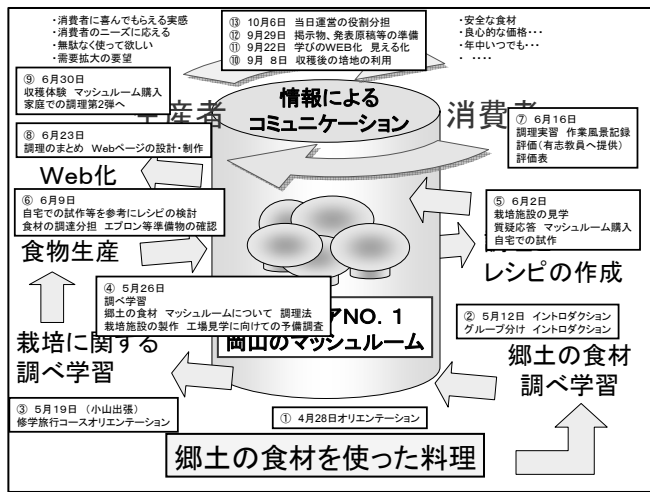 ・消費者に喜んでもらえる実感
・消費者のニーズに応える
・無駄なく使って欲しい
・需要拡大の要望
⑬ 10月6日 当日運営の役割分担
⑫ 9月29日 掲示物、発表原稿等の準備
⑪ 9月22日 学びのWEB化 見える化
⑩ 9月 8日 収穫後の培地の利用
・安全な食材
・良心的な価格・・・
・年中いつでも・・
・ ・・・・
⑨ 6月30日
収穫体験 マッシュルーム購入
家庭での調理第2弾へ
生産者
情報による
コミュニケーション
消費者
⑦ 6月16日
調理実習 作業風景記録
評価(有志教員へ提供)
評価表
⑧ 6月23日
調理のまとめ Webページの設計・制作
Web化
⑥ 6月9日
自宅での試作等を参考にレシピの検討
食材の調達分担 エプロン等準備物の確認
⑤ 6月2日
栽培施設の見学
質疑応答 マッシュルーム購入
自宅での試作
食物生産
レシピの作成
④ 5月26日
調べ学習
郷土の食材 マッシュルームについて 調理法
栽培施設の製作 工場見学に向けての予備調査
アNO.1
岡山のマッシュルーム
② 5月12日 イントロダクション
グループ分け イントロダクション
栽培に関する
調べ学習
郷土の食材
調べ学習
③ 5月19日 (小山出張)
修学旅行コースオリエンテーション
① 4月28日オリエンテーション
郷土の食材を使った料理